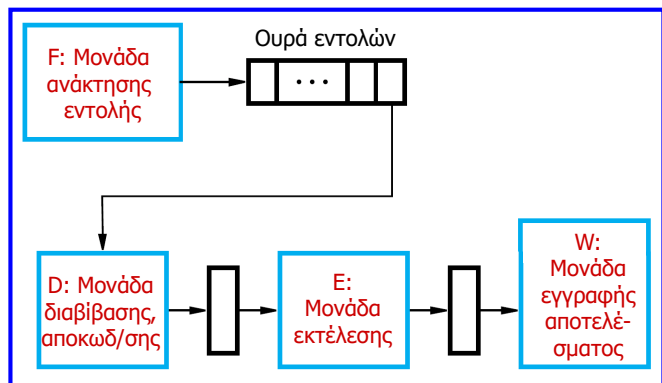 F: Μονάδα
ανάκτησης
εντολής
Ουρά εντολών
...
D: Μονάδα
διαβίβασης,
αποκωδ/σης
E:
Μονάδα
εκτέλεσης
W:
Μονάδα
εγγραφής
αποτελέ-
σματος